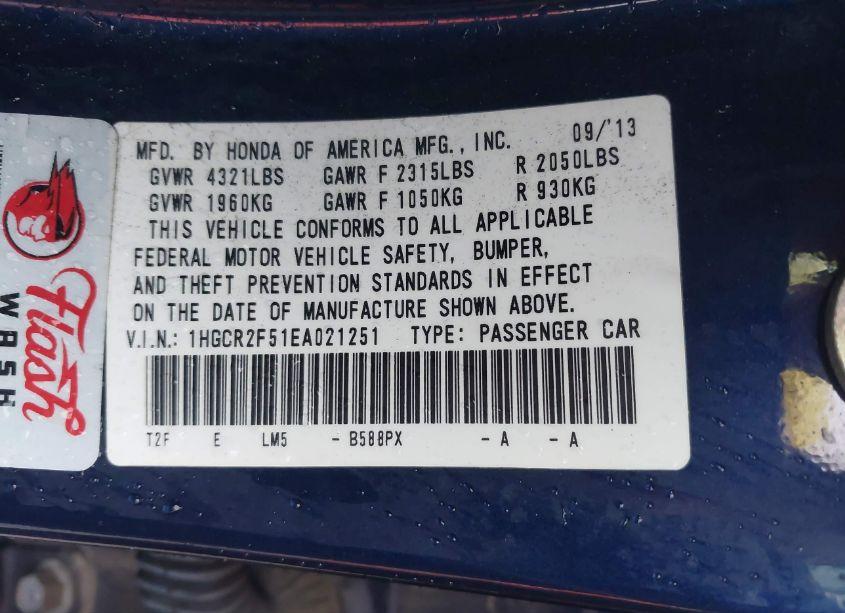 MFD. BY HONDA OF AMERICA MFG., INC. 09/'13
GVWR 4321LBS GAWR F 2315LBS R 2050LBS
GVWR 1960KG GAWR F 1050KG R 930KG
THIS VEHICLE CONFORMS TO ALL APPLICABLE
FEDERAL MOTOR VEHICLE SAFETY, BUMPER,
AND THEFT PREVENTION STANDARDS IN EFFECT
ON THE DATE OF MANUFACTURE SHOWN ABOVE.
V.I.N.: 1HGCR2F51EA021251 TYPE: PASSENGER CAR
T2F E LM5 - B588PX - A - A
Flash
WBSH